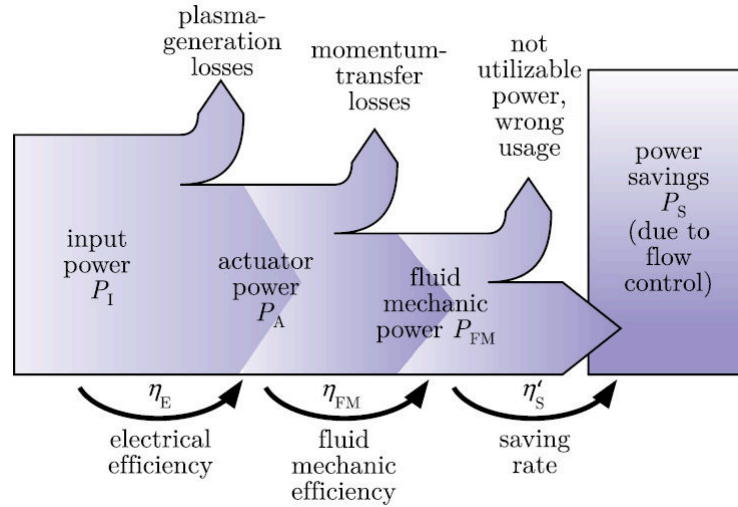 plasma-
generation
losses
momentum-
transfer
losses
not
utilizable
power,
wrong
usage
input
power
P_I
actuator
power
P_A
fluid
mechanic
power P_FM
power
savings
P_S
(due to
flow
control)
η_E
electrical
efficiency
η_FM
fluid
mechanic
efficiency
η'_S
saving
rate